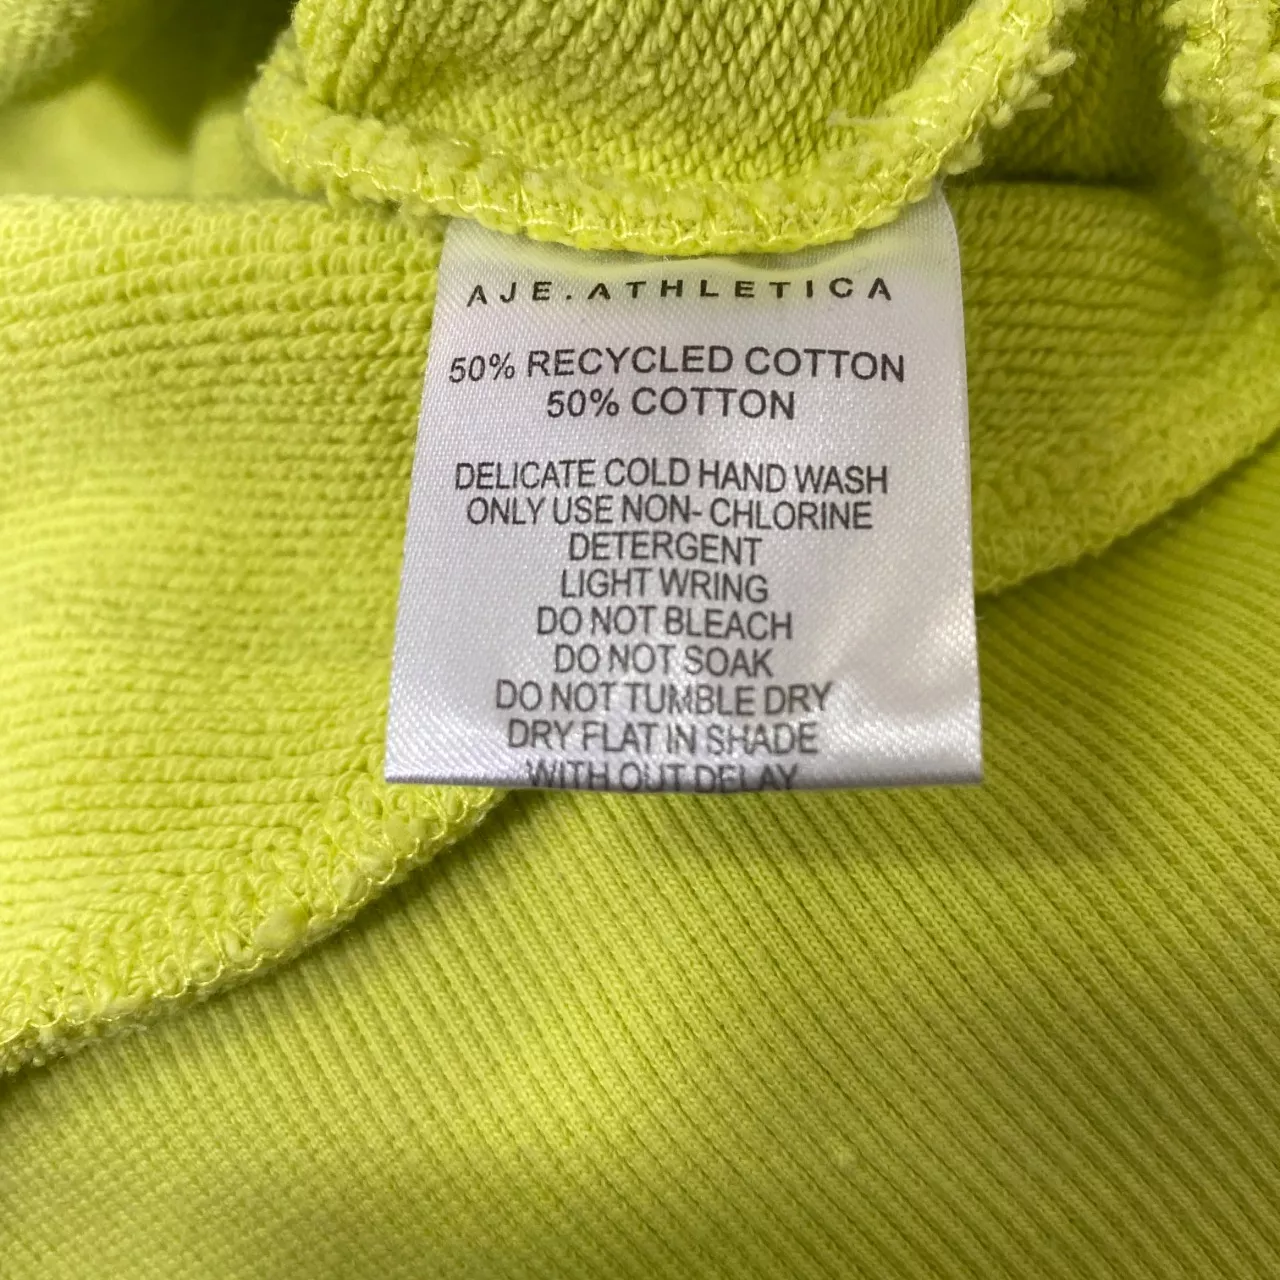 AJE.ATHLETICA
50% RECYCLED COTTON
50% COTTON
DELICATE COLD HAND WASH
ONLY USE NON- CHLORINE
DETERGENT
LIGHT WRING
DO NOT BLEACH
DO NOT SOAK
DO NOT TUMBLE DRY
DRY FLAT IN SHADE
WITH OUT DELAY